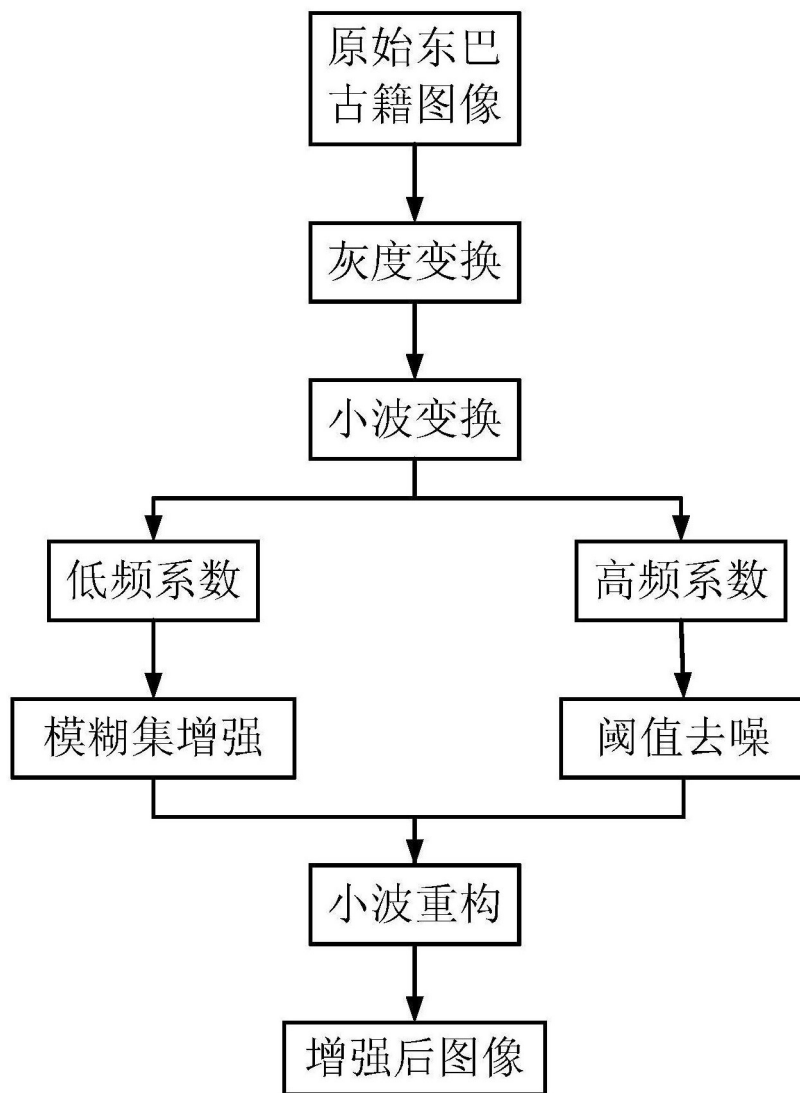 原始东巴
古籍图像
灰度变换
小波变换
低频系数
高频系数
模糊集增强
阈值去噪
小波重构
增强后图像